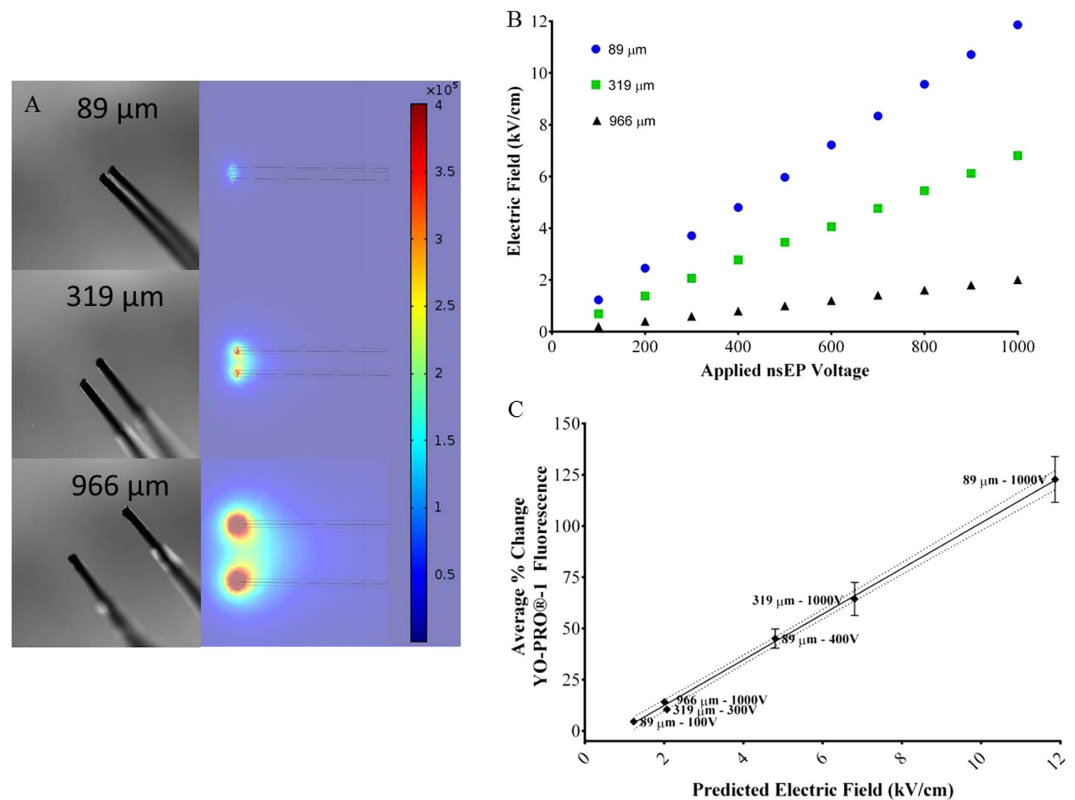 A
89 μm
319 μm
966 μm
×10⁵
4
3.5
3
2.5
2
1.5
1
0.5
B
Electric Field (kV/cm)
12
10
8
6
4
2
0
89 μm
319 μm
966 μm
0
200
400
600
800
1000
Applied nsEP Voltage
C
Average % Change
YO-PRO®-1 Fluorescence
150
125
100
75
50
25
0
89 μm - 1000V
319 μm - 1000V
89 μm - 400V
966 μm - 1000V
319 μm - 300V
89 μm - 100V
0
2
4
6
8
10
12
Predicted Electric Field (kV/cm)